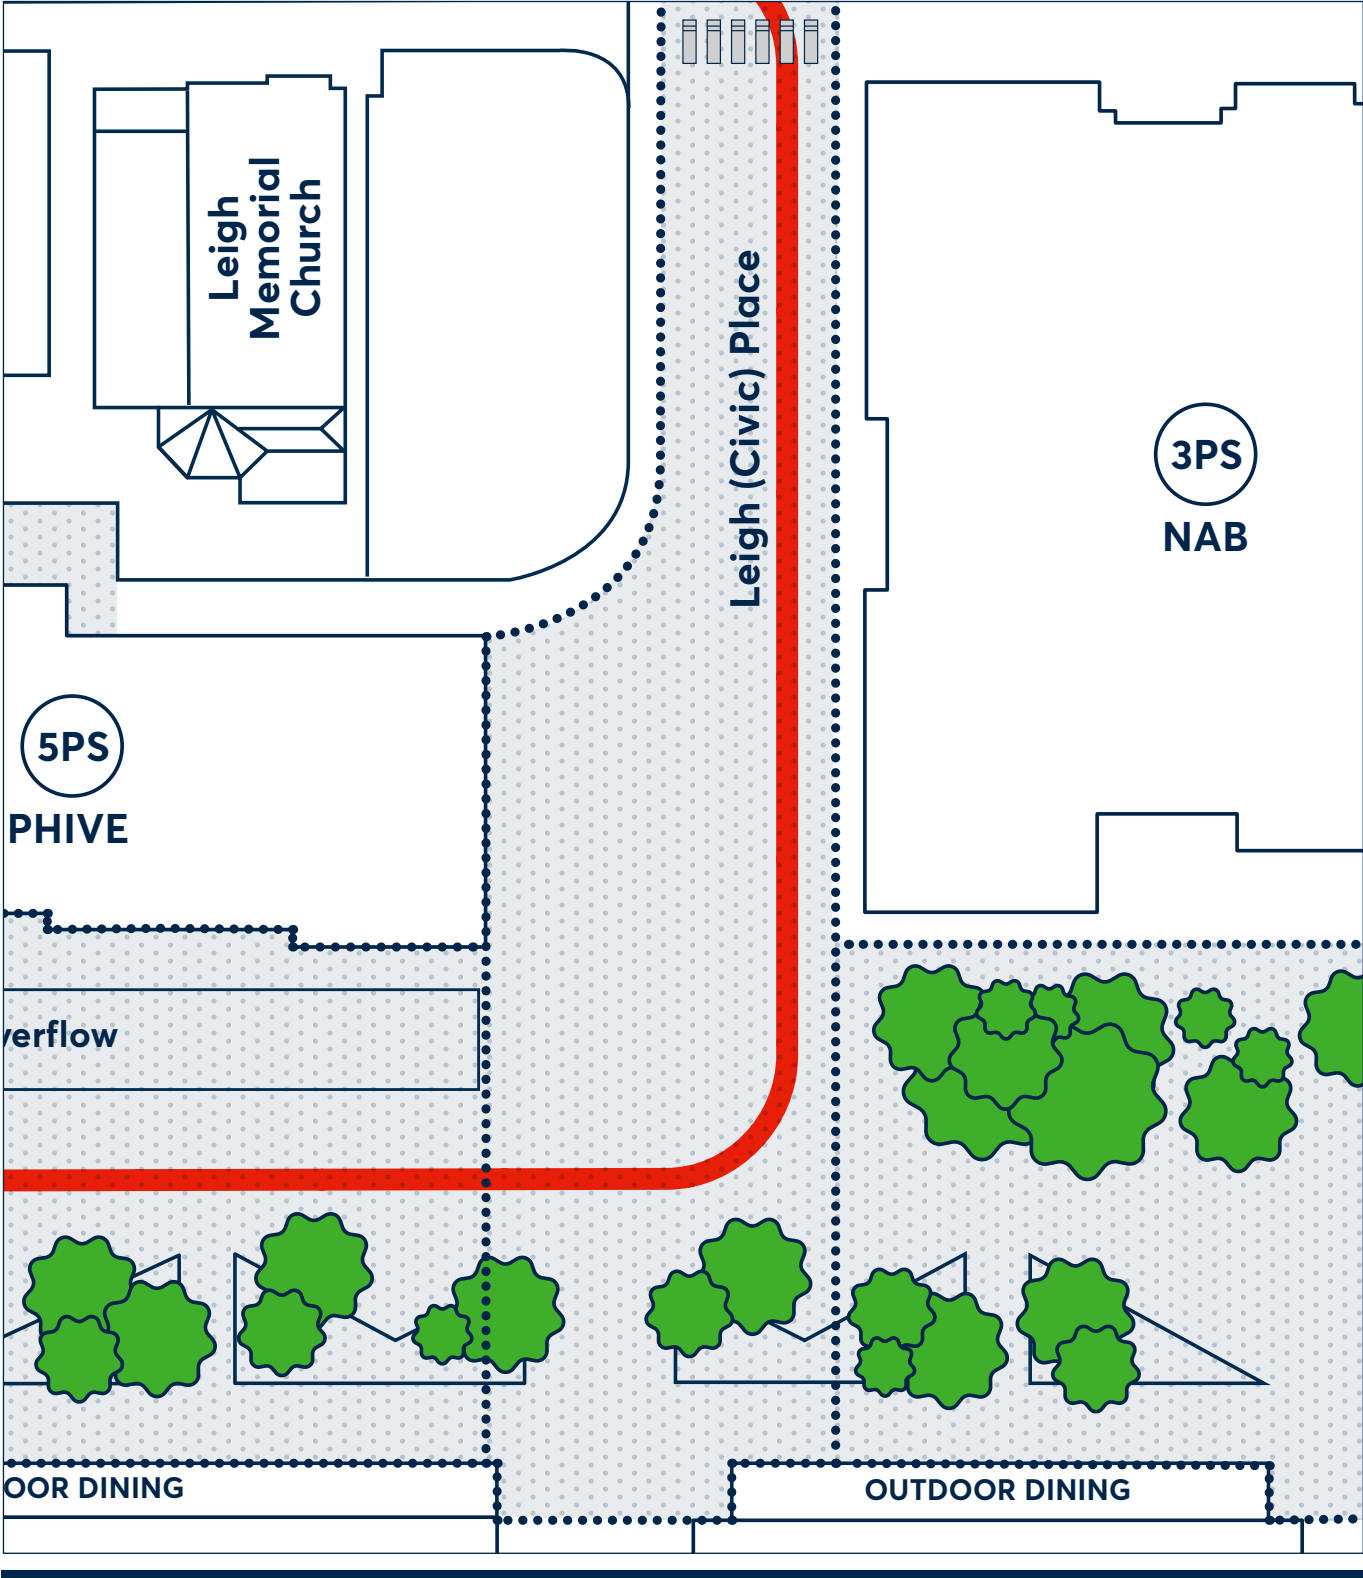 Leigh
Memorial
Church
Leigh (Civic) Place
3PS
NAB
5PS
PHIVE
verflow
OOR DINING
OUTDOOR DINING